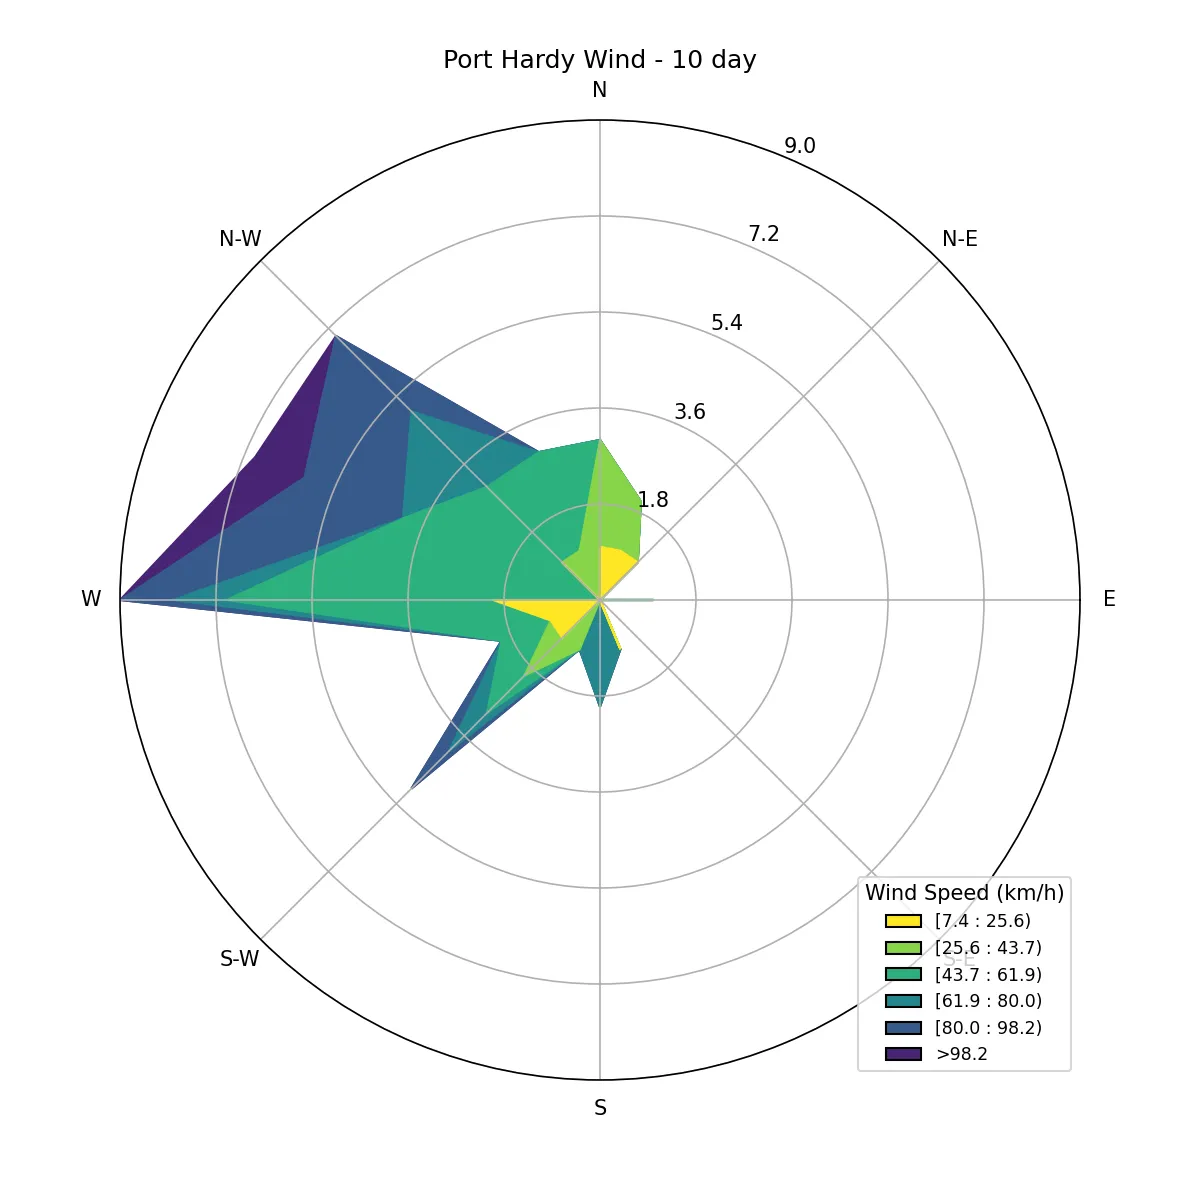 Port Hardy Wind - 10 day
N
9.0
N-W
N-E
7.2
5.4
3.6
1.8
W
E
S-W
S-E
Wind Speed (km/h)
[7.4 : 25.6)
[25.6 : 43.7)
[43.7 : 61.9)
[61.9 : 80.0)
[80.0 : 98.2)
>98.2
S